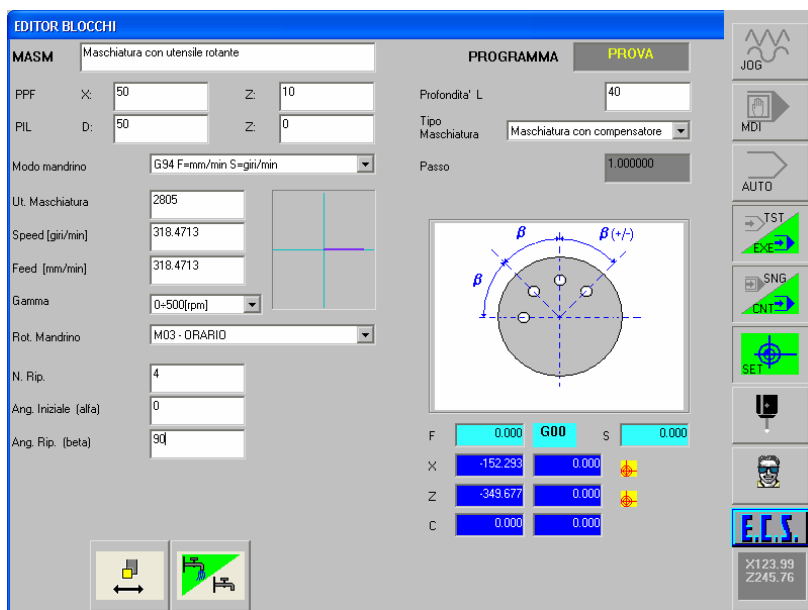 EDITOR BLOCCHI
MASM Maschiatura con utensile rotante
PROGRAMMA PROVA
PPF X: 50 Z: 10
PIL D: 50 Z: 0
Profondita' L 40
Tipo Maschiatura Maschiatura con compensatore
Passo 1.000000
Modo mandrino G94 F=mm/min S=giri/min
Ut. Maschiatura 2805
Speed [giri/min] 318.4713
Feed [mm/min] 318.4713
Gamma 0÷500[rpm]
Rot. Mandrino M03 - ORARIO
N. Rip. 4
Ang. Iniziale (alfa) 0
Ang. Rip. (beta) 90
β β β(+/-)
F 0.000 G00 S 0.000
X -152.293 0.000
Z -349.677 0.000
C 0.000 0.000
JOG
MDI
AUTO
TST
EXE
SNG
CNT
SET
E.C.S.
X123.99
Z245.76